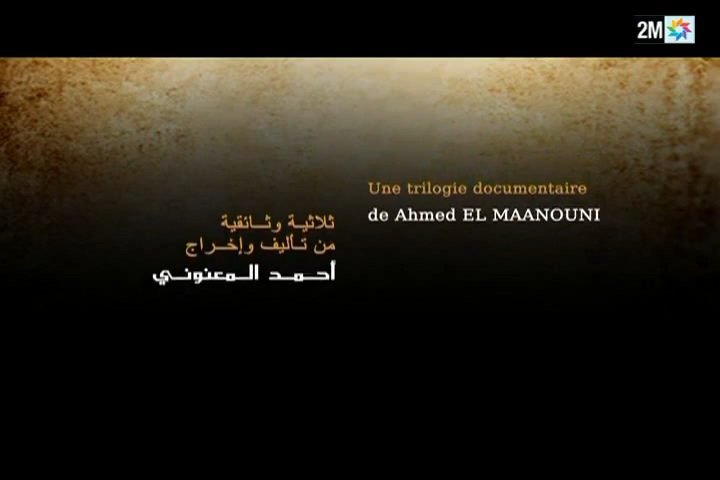 2M
Une trilogie documentaire
de Ahmed EL MAANOUNI
ثلاثية وثائقية
من تأليف وإخراج
أحمد المعنوني